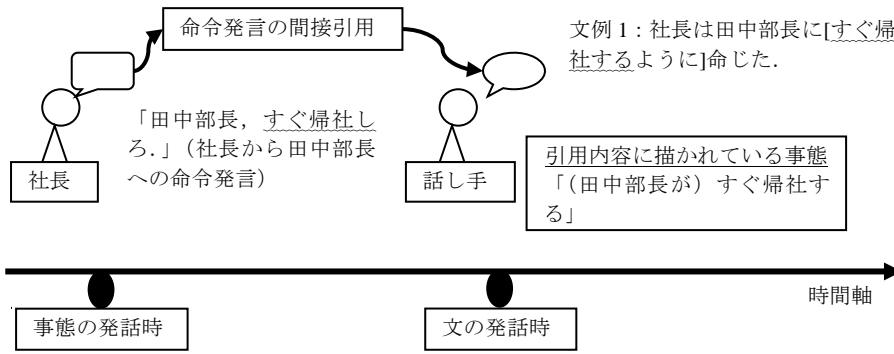 命令発言の間接引用
文例 1：社長は田中部長に[すぐ帰
社するように]命じた．
「田中部長，すぐ帰社し
ろ．」（社長から田中部長
への命令発言）
社長
話し手
引用内容に描かれている事態
「（田中部長が）すぐ帰社す
る」
時間軸
事態の発話時
文の発話時